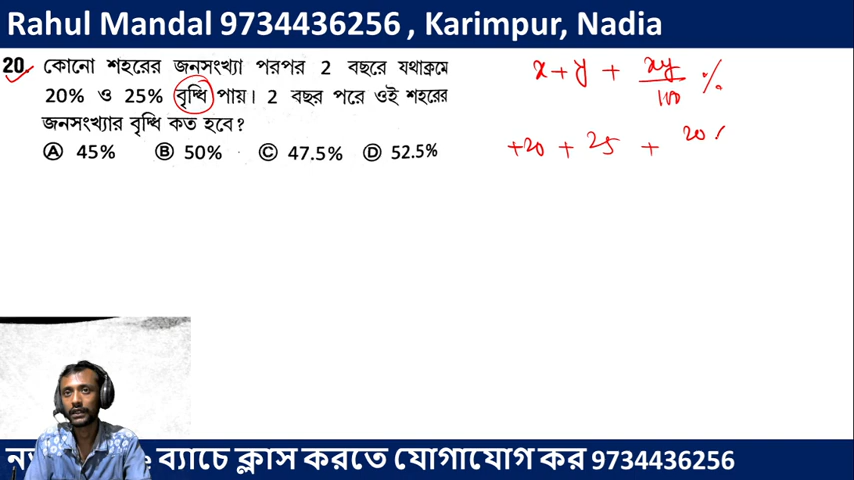 Rahul Mandal 9734436256 , Karimpur, Nadia
20. কোনো শহরের জনসংখ্যা পরপর 2 বছরে যথাক্রমে
20% ও 25% বৃদ্ধি পায়। 2 বছর পরে ওই শহরের
জনসংখ্যার বৃদ্ধি কত হবে?
Ⓐ 45% Ⓑ 50% Ⓒ 47.5% Ⓓ 52.5%
x + y + xy/100 %
+20 + 25 + 20
ব্যাচে ক্লাস করতে যোগাযোগ কর 9734436256